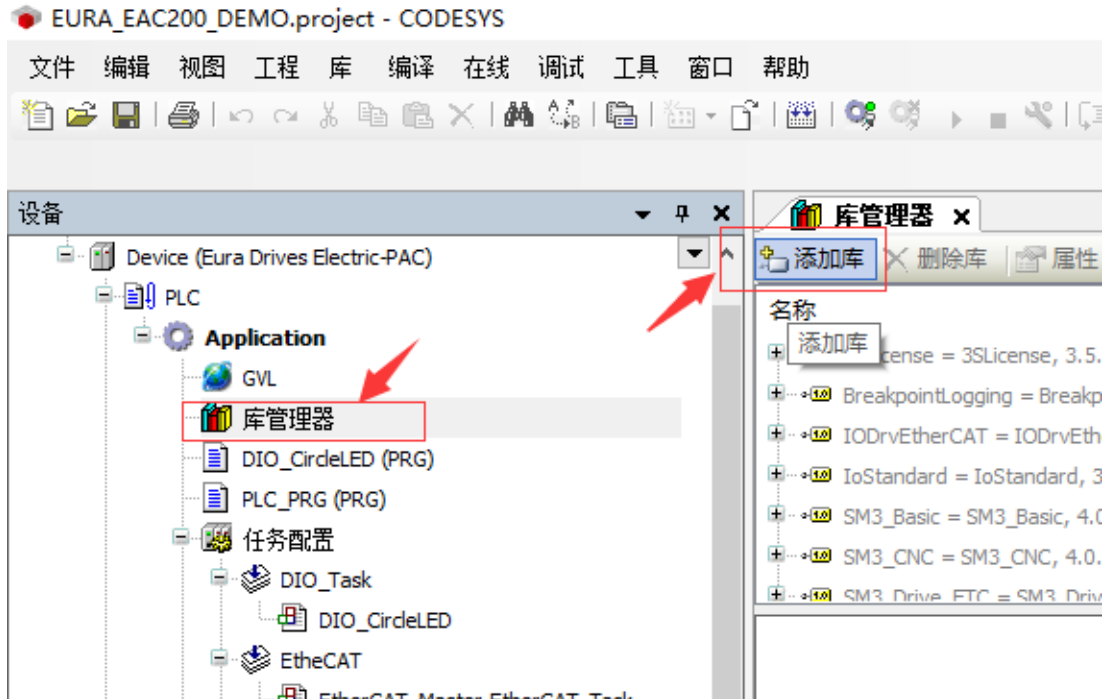 EURA_EAC200_DEMO.project - CODESYS
文件 编辑 视图 工程 库 编译 在线 调试 工具 窗口 帮助
设备
Device (Eura Drives Electric-PAC)
PLC
Application
GVL
库管理器
DIO_CircleLED (PRG)
PLC_PRG (PRG)
任务配置
DIO_Task
DIO_CircleLED
EtheCAT
EtherCAT_Master.EtherCAT_Task
库管理器
添加库 删除库 属性
名称
添加库
cense = 3SLicense, 3.5.
BreakpointLogging = Breakp
IODrvEtherCAT = IODrvEth
IoStandard = IoStandard, 3
SM3_Basic = SM3_Basic, 4.0
SM3_CNC = SM3_CNC, 4.0.
SM3_Drive_ETC = SM3_Driv